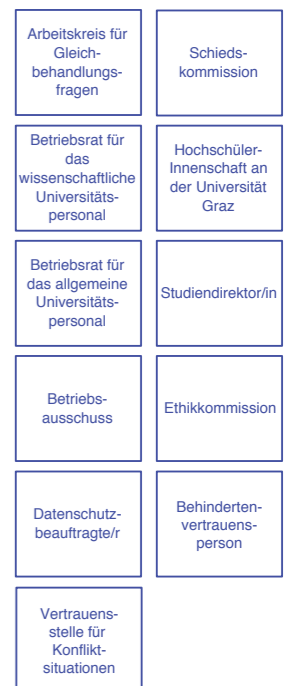 Arbeitskreis für
Gleich-
behandlungs-
fragen
Schieds-
kommission
Betriebsrat für
das
wissenschaftliche
Universitäts-
personal
Hochschüler-
Innenschaft an
der Universität
Graz
Betriebsrat für
das allgemeine
Universitäts-
personal
Studiendirektor/in
Betriebs-
ausschuss
Ethikkommission
Datenschutz-
beauftragte/r
Behinderten-
vertrauens-
person
Vertrauens-
stelle für
Konflikt-
situationen